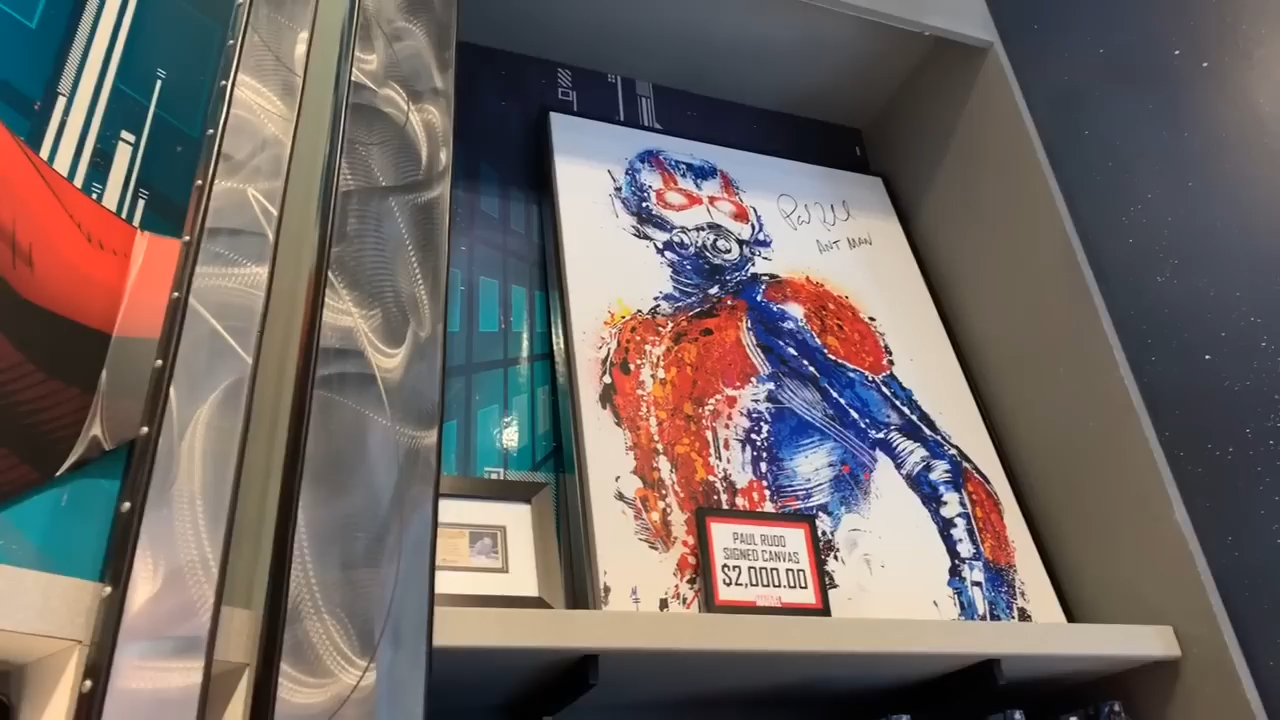 Paul Rudd
ANT MAN
PAUL RUDD
SIGNED CANVAS
$2,000.00